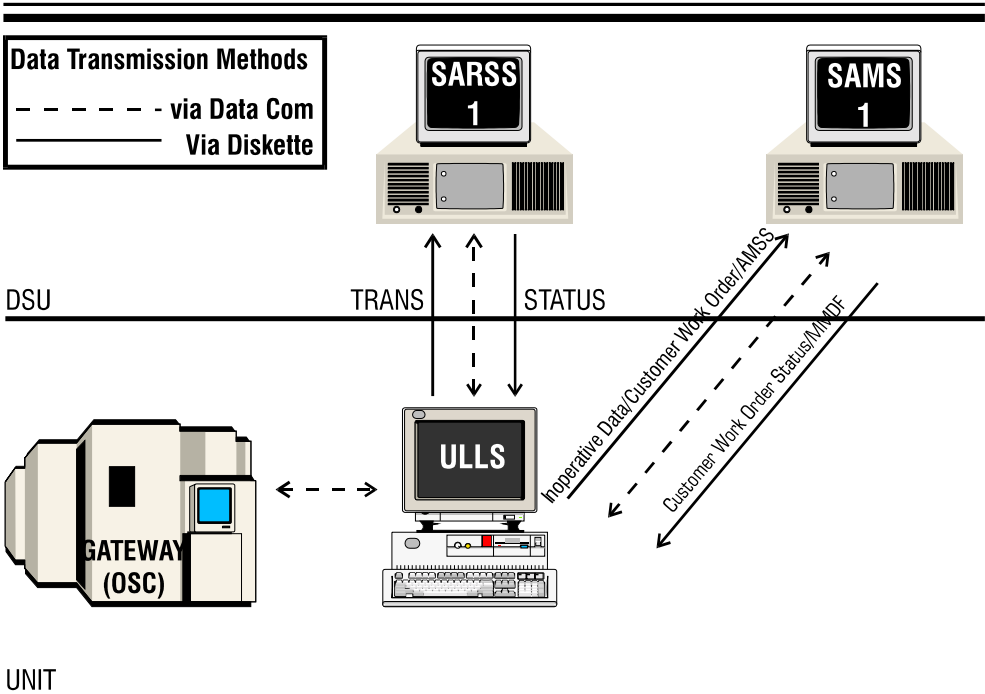 Data Transmission Methods
via Data Com
Via Diskette
SARSS
1
SAMS
1
DSU
TRANS
STATUS
Inoperative Data/Customer Work Order/AMSS
Customer Work Order Status/MMDF
ULLS
GATEWAY
(OSC)
UNIT